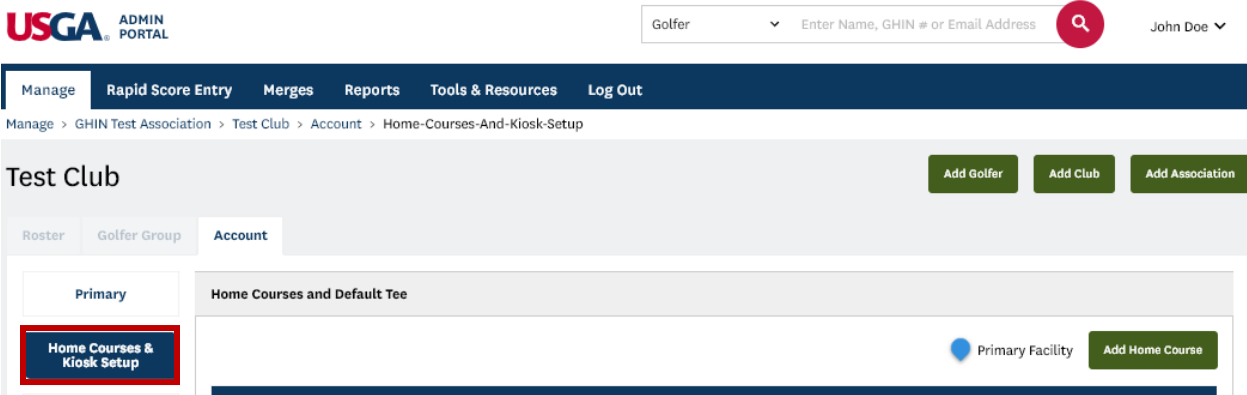 USGA® ADMIN PORTAL
Golfer Enter Name, GHIN # or Email Address John Doe
Manage Rapid Score Entry Merges Reports Tools & Resources Log Out
Manage > GHIN Test Association > Test Club > Account > Home-Courses-And-Kiosk-Setup
Test Club Add Golfer Add Club Add Association
Roster Golfer Group Account
Primary Home Courses and Default Tee
Home Courses &
Kiosk Setup
Primary Facility Add Home Course